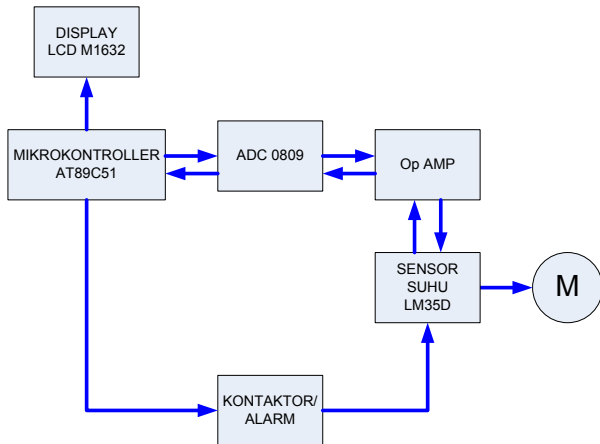 DISPLAY
LCD M1632
MIKROKONTROLLER
AT89C51
ADC 0809
Op AMP
SENSOR
SUHU
LM35D
M
KONTAKTOR/
ALARM